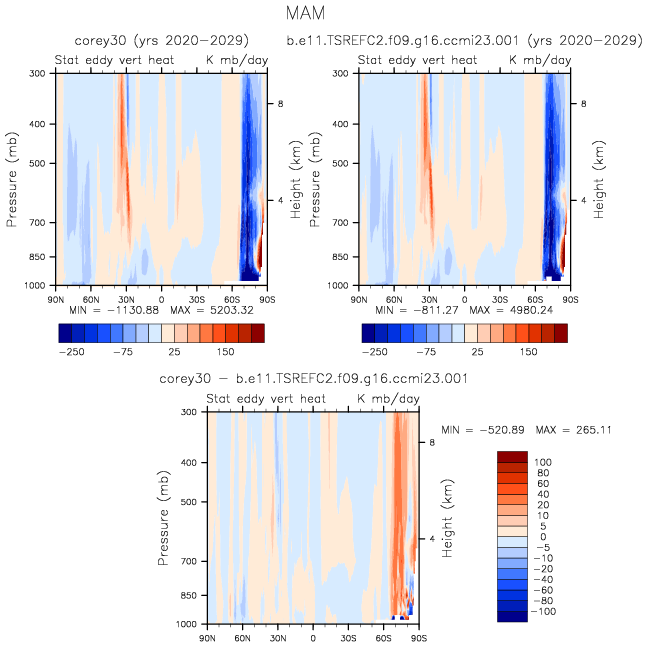 MAM
corey30 (yrs 2020-2029)
Stat eddy vert heat K mb/day
300
400
500
700
850
1000
Pressure (mb)
8
4
Height (km)
90N 60N 30N 0 30S 60S 90S
MIN = -1130.88 MAX = 5203.32
-250 -75 25 150
b.e11.TSREFC2.f09.g16.ccmi23.001 (yrs 2020-2029)
Stat eddy vert heat K mb/day
300
400
500
700
850
1000
Pressure (mb)
8
4
Height (km)
90N 60N 30N 0 30S 60S 90S
MIN = -811.27 MAX = 4980.24
-250 -75 25 150
corey30 - b.e11.TSREFC2.f09.g16.ccmi23.001
Stat eddy vert heat K mb/day
300
400
500
700
850
1000
Pressure (mb)
8
4
Height (km)
90N 60N 30N 0 30S 60S 90S
MIN = -520.89 MAX = 265.11
100
80
60
40
20
10
5
0
-5
-10
-20
-40
-60
-80
-100